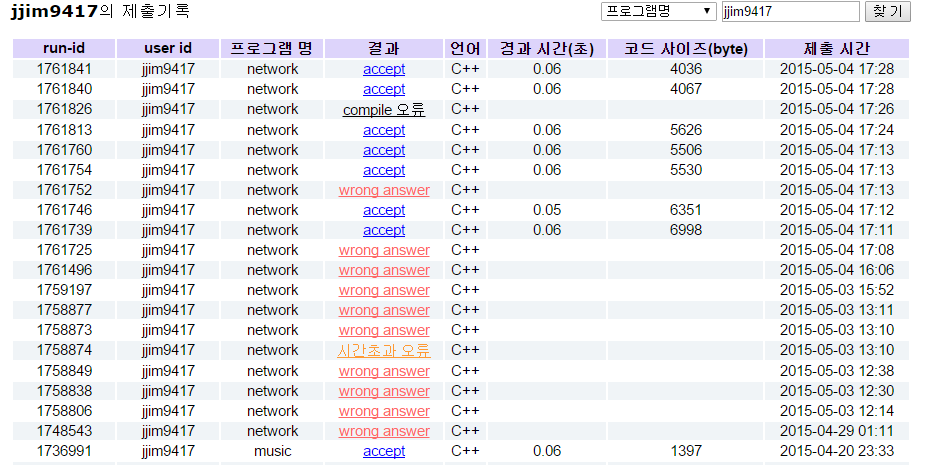 jjim9417의 제출기록 프로그램명 jjim9417 찾 기
run-id user id 프로그램 명 결과 언어 경과 시간(초) 코드 사이즈(byte) 제출 시간
1761841 jjim9417 network accept C++ 0.06 4036 2015-05-04 17:28
1761840 jjim9417 network accept C++ 0.06 4067 2015-05-04 17:28
1761826 jjim9417 network compile 오류 C++ 2015-05-04 17:26
1761813 jjim9417 network accept C++ 0.06 5626 2015-05-04 17:24
1761760 jjim9417 network accept C++ 0.06 5506 2015-05-04 17:13
1761754 jjim9417 network accept C++ 0.06 5530 2015-05-04 17:13
1761752 jjim9417 network wrong answer C++ 2015-05-04 17:13
1761746 jjim9417 network accept C++ 0.05 6351 2015-05-04 17:12
1761739 jjim9417 network accept C++ 0.06 6998 2015-05-04 17:11
1761725 jjim9417 network wrong answer C++ 2015-05-04 17:08
1761496 jjim9417 network wrong answer C++ 2015-05-04 16:06
1759197 jjim9417 network wrong answer C++ 2015-05-03 15:52
1758877 jjim9417 network wrong answer C++ 2015-05-03 13:11
1758873 jjim9417 network wrong answer C++ 2015-05-03 13:10
1758874 jjim9417 network 시간초과 오류 C++ 2015-05-03 13:10
1758849 jjim9417 network wrong answer C++ 2015-05-03 12:38
1758838 jjim9417 network wrong answer C++ 2015-05-03 12:30
1758806 jjim9417 network wrong answer C++ 2015-05-03 12:14
1748543 jjim9417 network wrong answer C++ 2015-04-29 01:11
1736991 jjim9417 music accept C++ 0.06 1397 2015-04-20 23:33